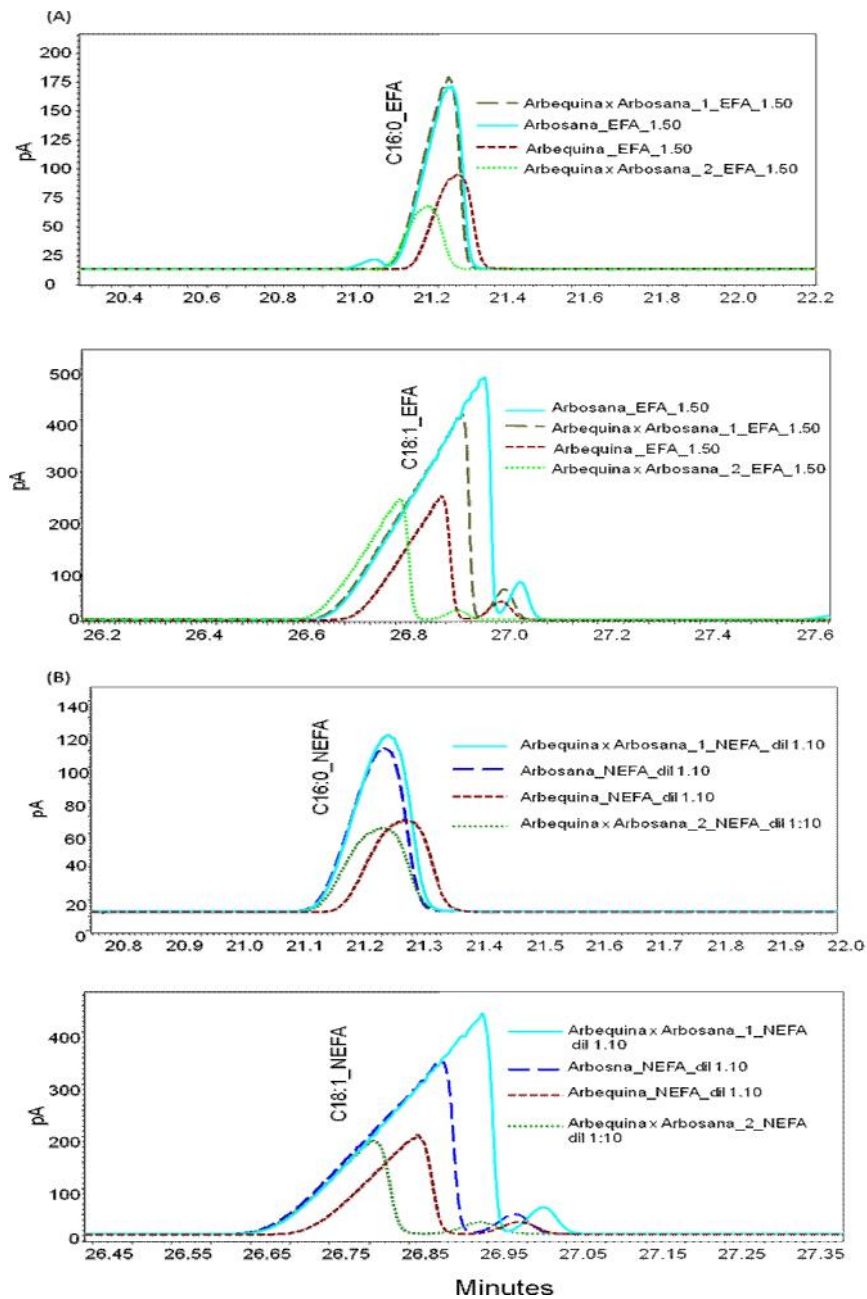 (A)
200
175
150
125
100
75
50
25
0
pA
C16:0_EFA
Arbequina x Arbosana_1_EFA_1.50
Arbosana_EFA_1.50
Arbequina_EFA_1.50
Arbequina x Arbosana_2_EFA_1.50
20.4 20.6 20.8 21.0 21.2 21.4 21.6 21.8 22.0 22.2
500
400
300
200
100
0
pA
C18:1_EFA
Arbosana_EFA_1.50
Arbequina x Arbosana_1_EFA_1.50
Arbequina_EFA_1.50
Arbequina x Arbosana_2_EFA_1.50
26.2 26.4 26.6 26.8 27.0 27.2 27.4 27.6
(B)
140
120
100
80
60
40
20
0
pA
C16:0_NEFA
Arbequina x Arbosana_1_NEFA_dil 1.10
Arbosana_NEFA_dil 1.10
Arbequina_NEFA_dil 1.10
Arbequina x Arbosana_2_NEFA_dil 1:10
20.8 20.9 21.0 21.1 21.2 21.3 21.4 21.5 21.6 21.7 21.8 21.9 22.0
400
300
200
100
0
pA
C18:1_NEFA
Arbequina x Arbosana_1_NEFA
dil 1.10
Arbosna_NEFA_dil 1.10
Arbequina_NEFA_dil 1.10
Arbequina x Arbosana_2_NEFA
dil 1:10
26.45 26.55 26.65 26.75 26.85 26.95 27.05 27.15 27.25 27.35
Minutes